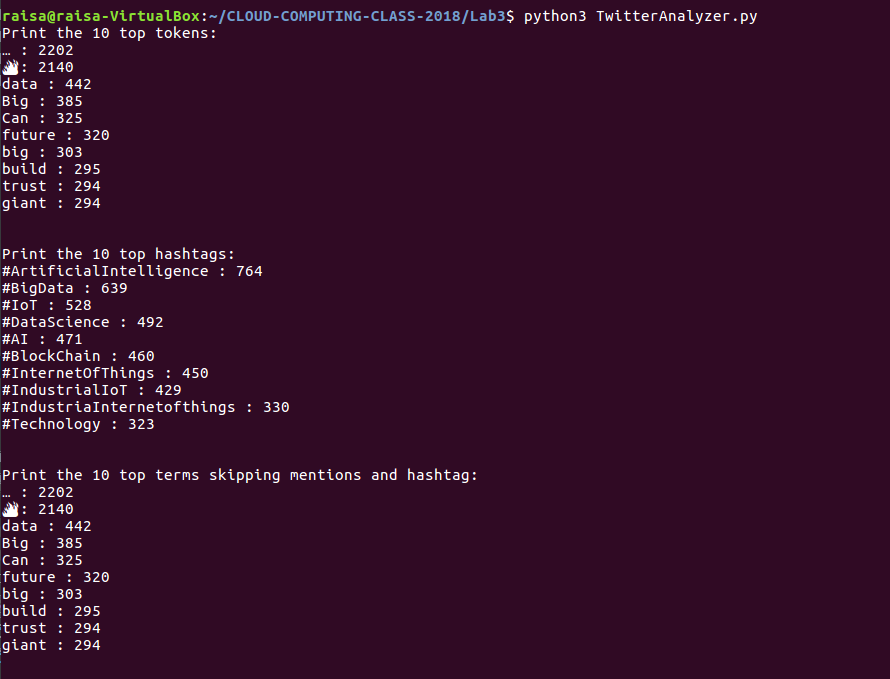 raisa@raisa-VirtualBox:~/CLOUD-COMPUTING-CLASS-2018/Lab3$ python3 TwitterAnalyzer.py
Print the 10 top tokens:
… : 2202
: 2140
data : 442
Big : 385
Can : 325
future : 320
big : 303
build : 295
trust : 294
giant : 294
Print the 10 top hashtags:
#ArtificialIntelligence : 764
#BigData : 639
#IoT : 528
#DataScience : 492
#AI : 471
#BlockChain : 460
#InternetOfThings : 450
#IndustrialIoT : 429
#IndustriaInternetofthings : 330
#Technology : 323
Print the 10 top terms skipping mentions and hashtag:
… : 2202
: 2140
data : 442
Big : 385
Can : 325
future : 320
big : 303
build : 295
trust : 294
giant : 294